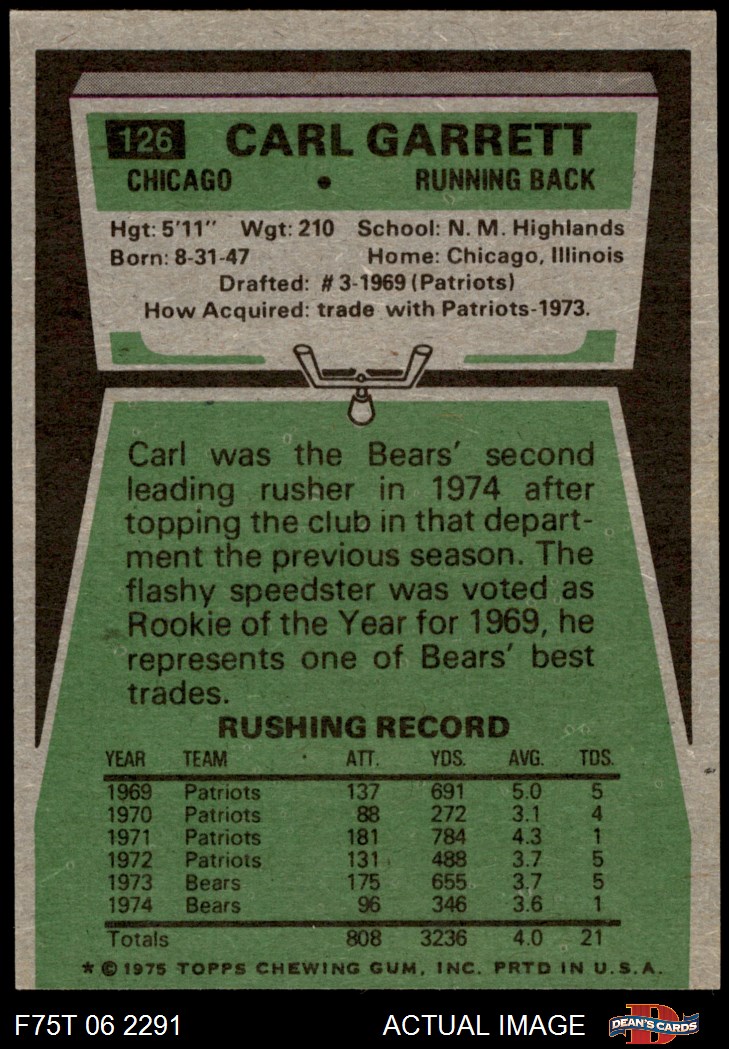 126 CARL GARRETT
CHICAGO • RUNNING BACK
Hgt: 5'11" Wgt: 210 School: N. M. Highlands
Born: 8-31-47 Home: Chicago, Illinois
Drafted: #3-1969 (Patriots)
How Acquired: trade with Patriots-1973.
Carl was the Bears' second
leading rusher in 1974 after
topping the club in that depart-
ment the previous season. The
flashy speedster was voted as
Rookie of the Year for 1969, he
represents one of Bears' best
trades.
RUSHING RECORD
YEAR TEAM ATT. YDS. AVG. TDS.
1969 Patriots 137 691 5.0 5
1970 Patriots 88 272 3.1 4
1971 Patriots 181 784 4.3 1
1972 Patriots 131 488 3.7 5
1973 Bears 175 655 3.7 5
1974 Bears 96 346 3.6 1
Totals 808 3236 4.0 21
* © 1975 TOPPS CHEWING GUM, INC. PRTD IN U.S.A.
F75T 06 2291 ACTUAL IMAGE DEAN'S CARDS